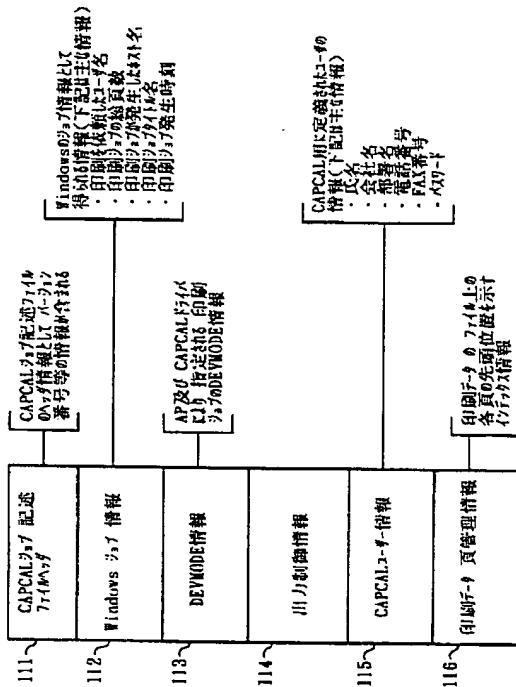 111
CAPCALジョブ 記述
ファイルヘッダ
CAPCALジョブ記述ファイル
のヘッダ情報として バージョン
番号等の情報が含まれる
112
Windows ジョブ 情報
Windowsのジョブ情報として
得られる情報(下記は主な情報)
・印刷を依頼したユーザ名
・印刷ジョブの総頁数
・印刷ジョブが発生したホスト名
・印刷ジョブタイトル名
・印刷ジョブ発生時刻
113
DEVMODE情報
AP及び CAPCALドライバ
により 指定される 印刷
ジョブのDEVMODE情報
114
出力制御情報
115
CAPCALユーザー情報
CAPCAL用に定義されたユーザの
情報(下記は主な情報)
・氏名
・会社名
・部署名
・電話番号
・FAX番号
・パスワード
116
印刷データ 頁管理情報
印刷データ の ファイル上の
各頁の先頭位置を示す
インデックス情報